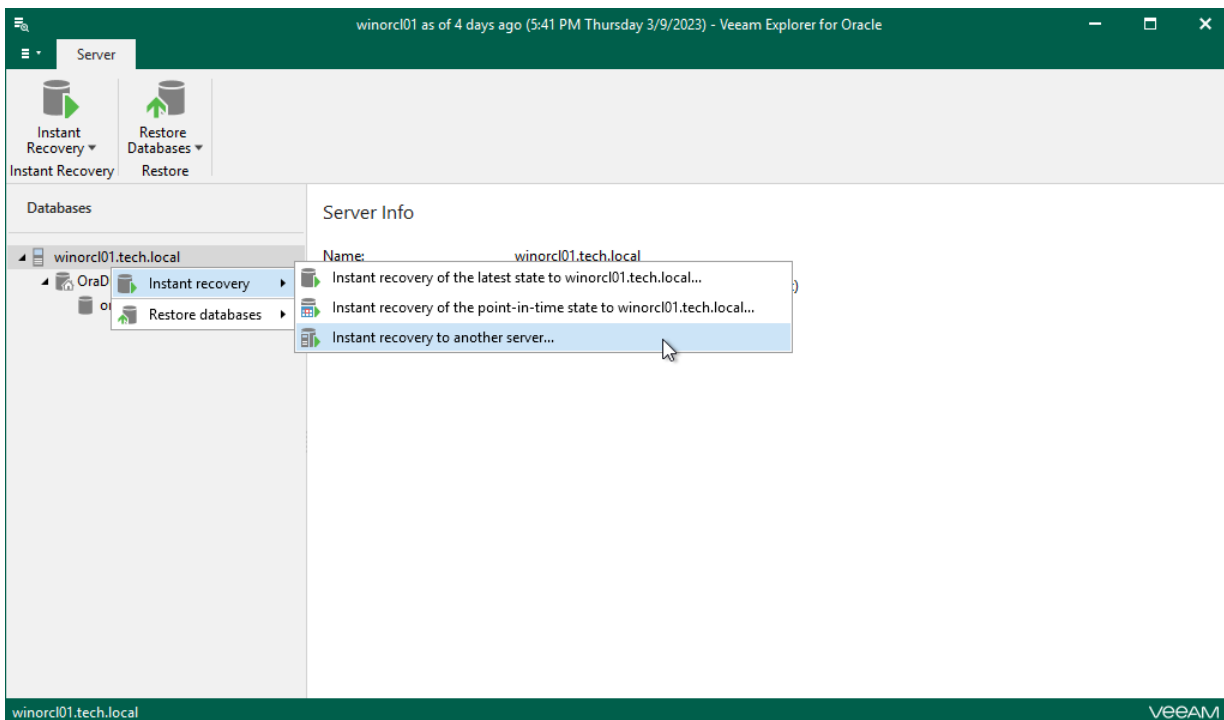 winorcl01 as of 4 days ago (5:41 PM Thursday 3/9/2023) - Veeam Explorer for Oracle
Server
Instant
Recovery
Restore
Databases
Instant Recovery
Restore
Databases
Server Info
winorcl01.tech.local
Name: winorcl01.tech.local
OraD
Instant recovery
Restore databases
Instant recovery of the latest state to winorcl01.tech.local...
Instant recovery of the point-in-time state to winorcl01.tech.local...
Instant recovery to another server...
winorcl01.tech.local
VEEAM